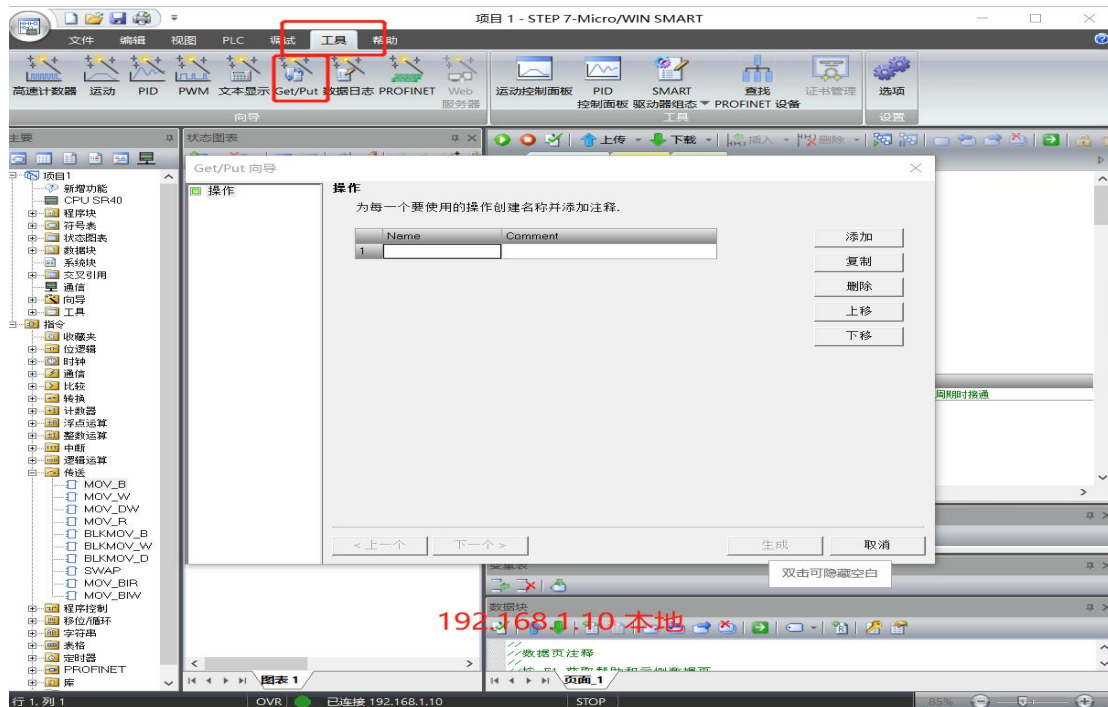 项目 1 - STEP 7-Micro/WIN SMART
文件 编辑 视图 PLC 调试 工具 帮助
高速计数器 运动 PID PWM 文本显示 Get/Put 数据日志 PROFINET Web 服务器
向导
运动控制面板 PID 控制面板 SMART 驱动器组态 查找 PROFINET 设备 证书管理
工具
选项
设置
主要
项目1
新增功能
CPU SR40
程序块
符号表
状态图表
数据块
系统块
交叉引用
通信
向导
工具
指令
收藏夹
位逻辑
时钟
通信
比较
转换
计数器
浮点运算
整数运算
中断
逻辑运算
传送
MOV_B
MOV_W
MOV_DW
MOV_R
BLKMOV_B
BLKMOV_W
BLKMOV_D
SWAP
MOV_BIR
MOV_BIW
程序控制
移位/循环
字符串
表格
定时器
PROFINET
库
状态图表
上传 下载 插入 删除
Get/Put 向导
操作
操作
为每一个要使用的操作创建名称并添加注释.
Name Comment
1
添加
复制
删除
上移
下移
<上一个 下一个> 生成 取消
双击可隐藏空白
周期时接通
变量表
数据块
192.168.1.10 本地
//
//数据页注释
//
图表 1
页面_1
行 1, 列 1 OVR 已连接 192.168.1.10 STOP 85%